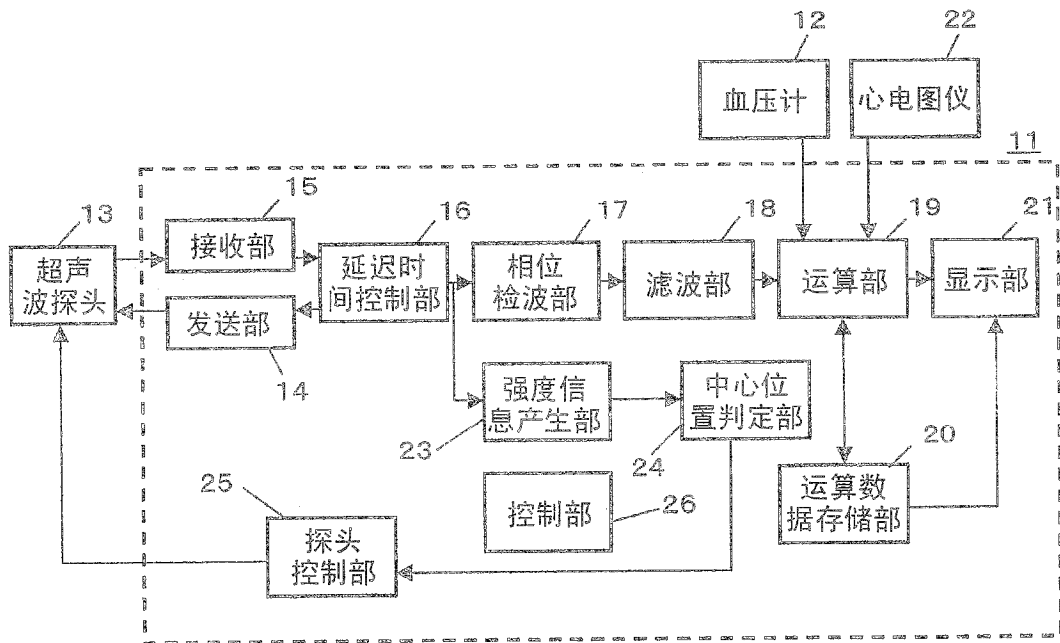 12
22
血压计
心电图仪
11
13
15
16
17
18
19
21
超声
波探头
接收部
延迟时
间控制部
相位
检波部
滤波部
运算部
显示部
发送部
14
强度信
息产生部
23
中心位
置判定部
24
20
运算数
据存储部
25
探头
控制部
控制部
26